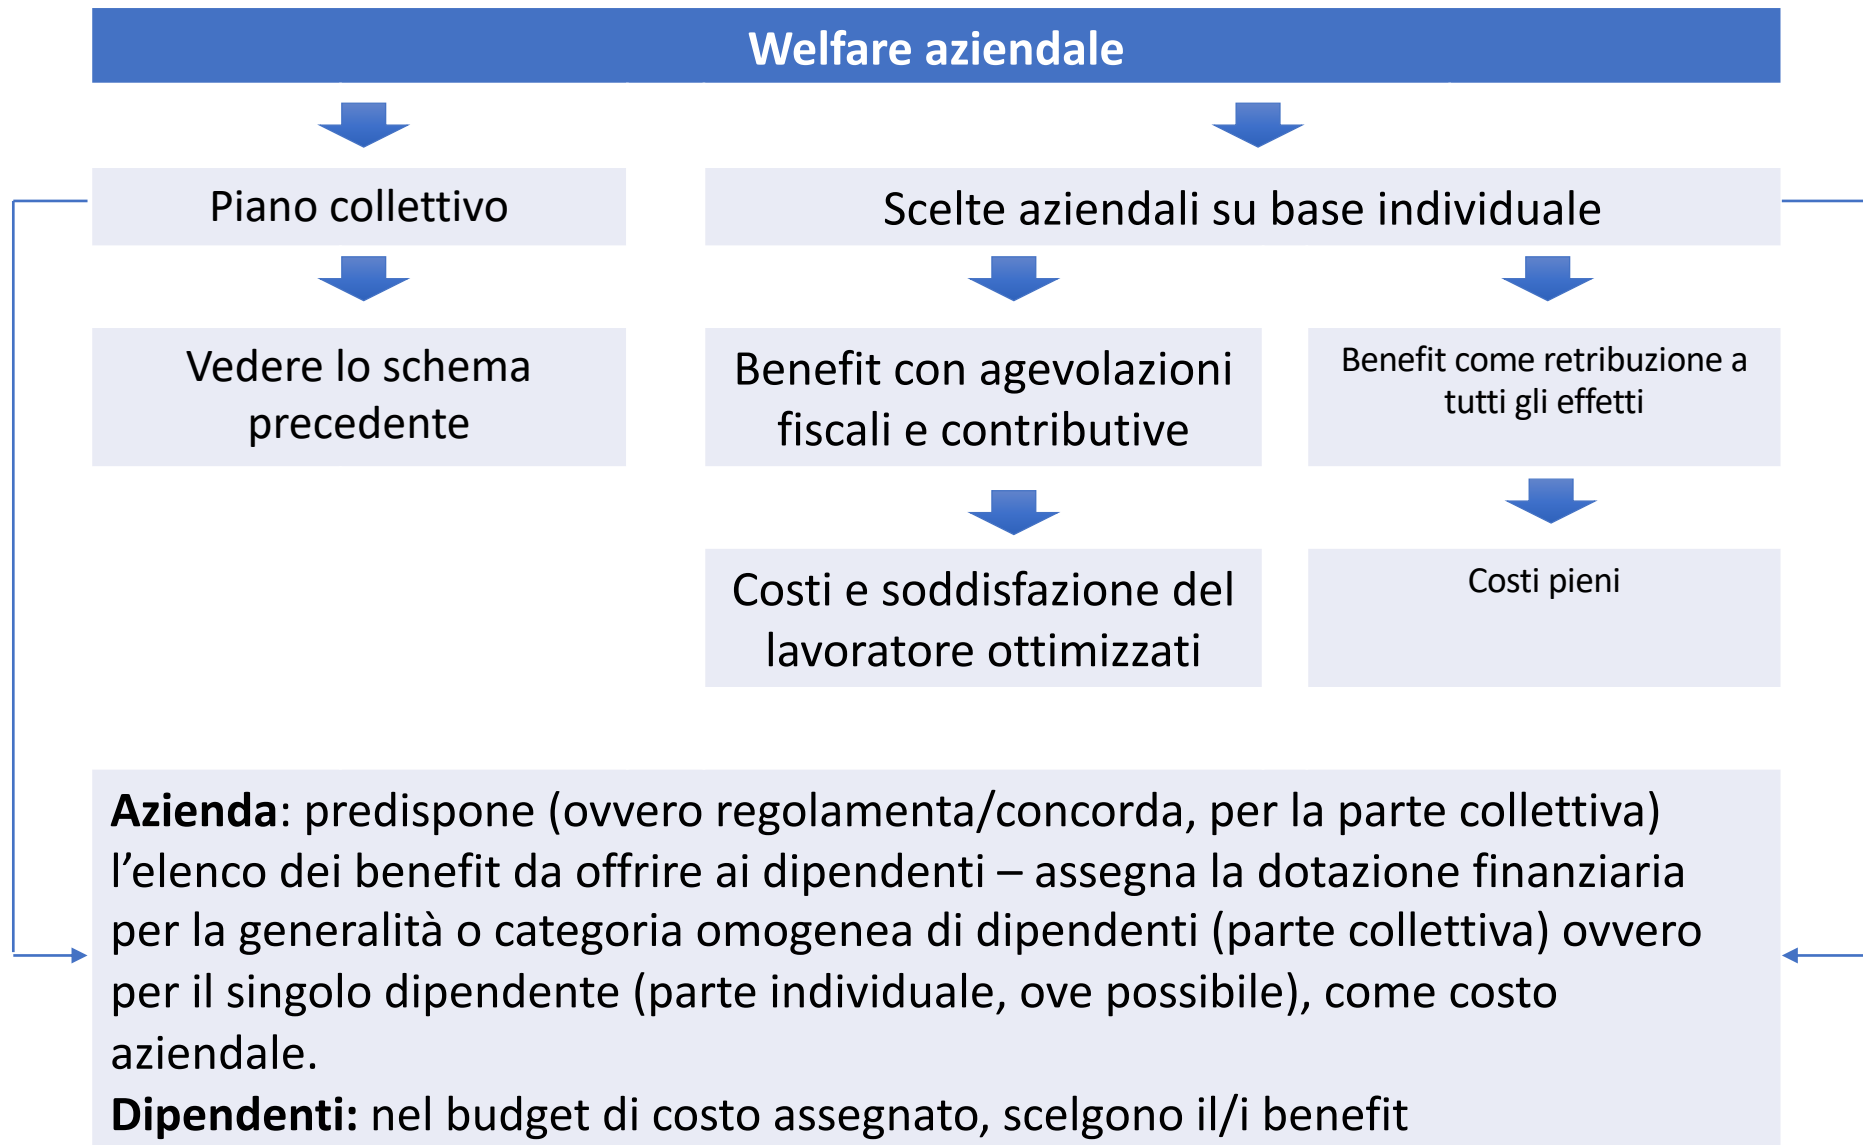 Welfare aziendale
Piano collettivo
Scelte aziendali su base individuale
Vedere lo schema
precedente
Benefit con agevolazioni
fiscali e contributive
Benefit come retribuzione a
tutti gli effetti
Costi e soddisfazione del
lavoratore ottimizzati
Costi pieni
Azienda: predispone (ovvero regolamenta/concorda, per la parte collettiva)
l’elenco dei benefit da offrire ai dipendenti – assegna la dotazione finanziaria
per la generalità o categoria omogenea di dipendenti (parte collettiva) ovvero
per il singolo dipendente (parte individuale, ove possibile), come costo
aziendale.
Dipendenti: nel budget di costo assegnato, scelgono il/i benefit